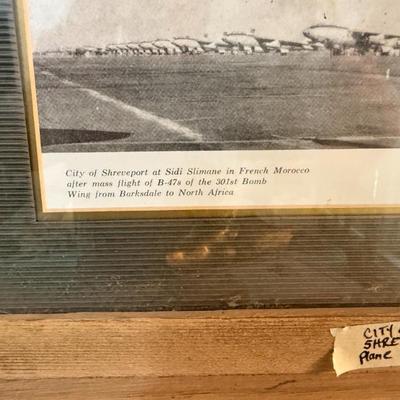 City of Shreveport at Sidi Slimane in French Morocco
after mass flight of B-47s of the 301st Bomb
Wing from Barksdale to North Africa
CITY
SHRE
Plane